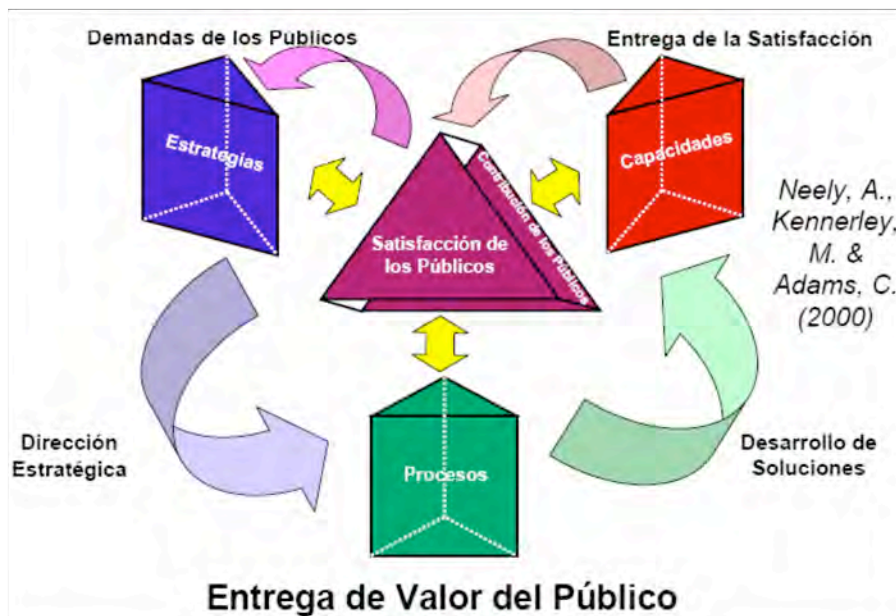 Demandas de los Públicos
Entrega de la Satisfacción
Estrategias
Capacidades
Contribución de los Públicos
Satisfacción de
los Públicos
Neely, A.,
Kennerley,
M. &
Adams, C.
(2000)
Dirección
Estratégica
Procesos
Desarrollo de
Soluciones
Entrega de Valor del Público